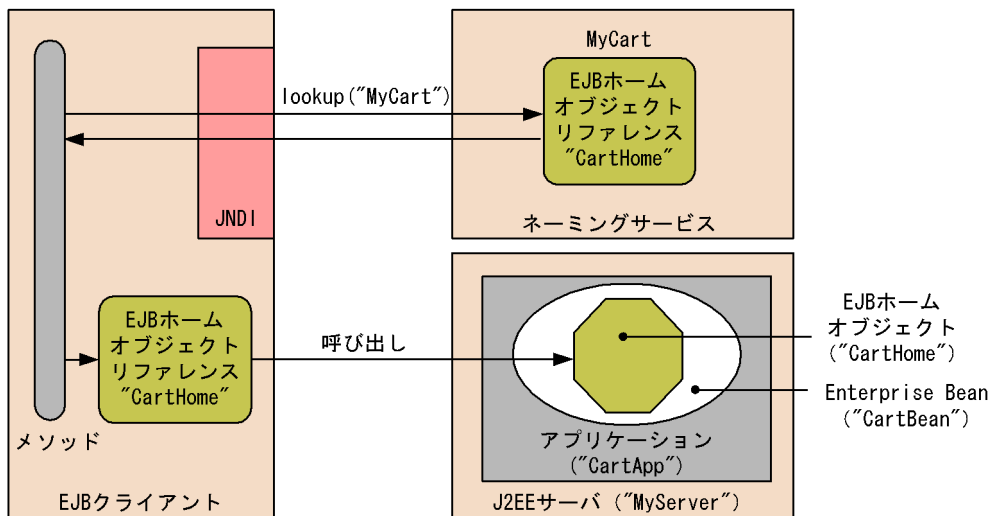 MyCart
EJBホーム
オブジェクト
リファレンス
"CartHome"
ネーミングサービス
lookup("MyCart")
JNDI
EJBホーム
オブジェクト
リファレンス
"CartHome"
メソッド
EJBクライアント
呼び出し
アプリケーション
("CartApp")
J2EEサーバ ("MyServer")
EJBホーム
オブジェクト
("CartHome")
Enterprise Bean
("CartBean")